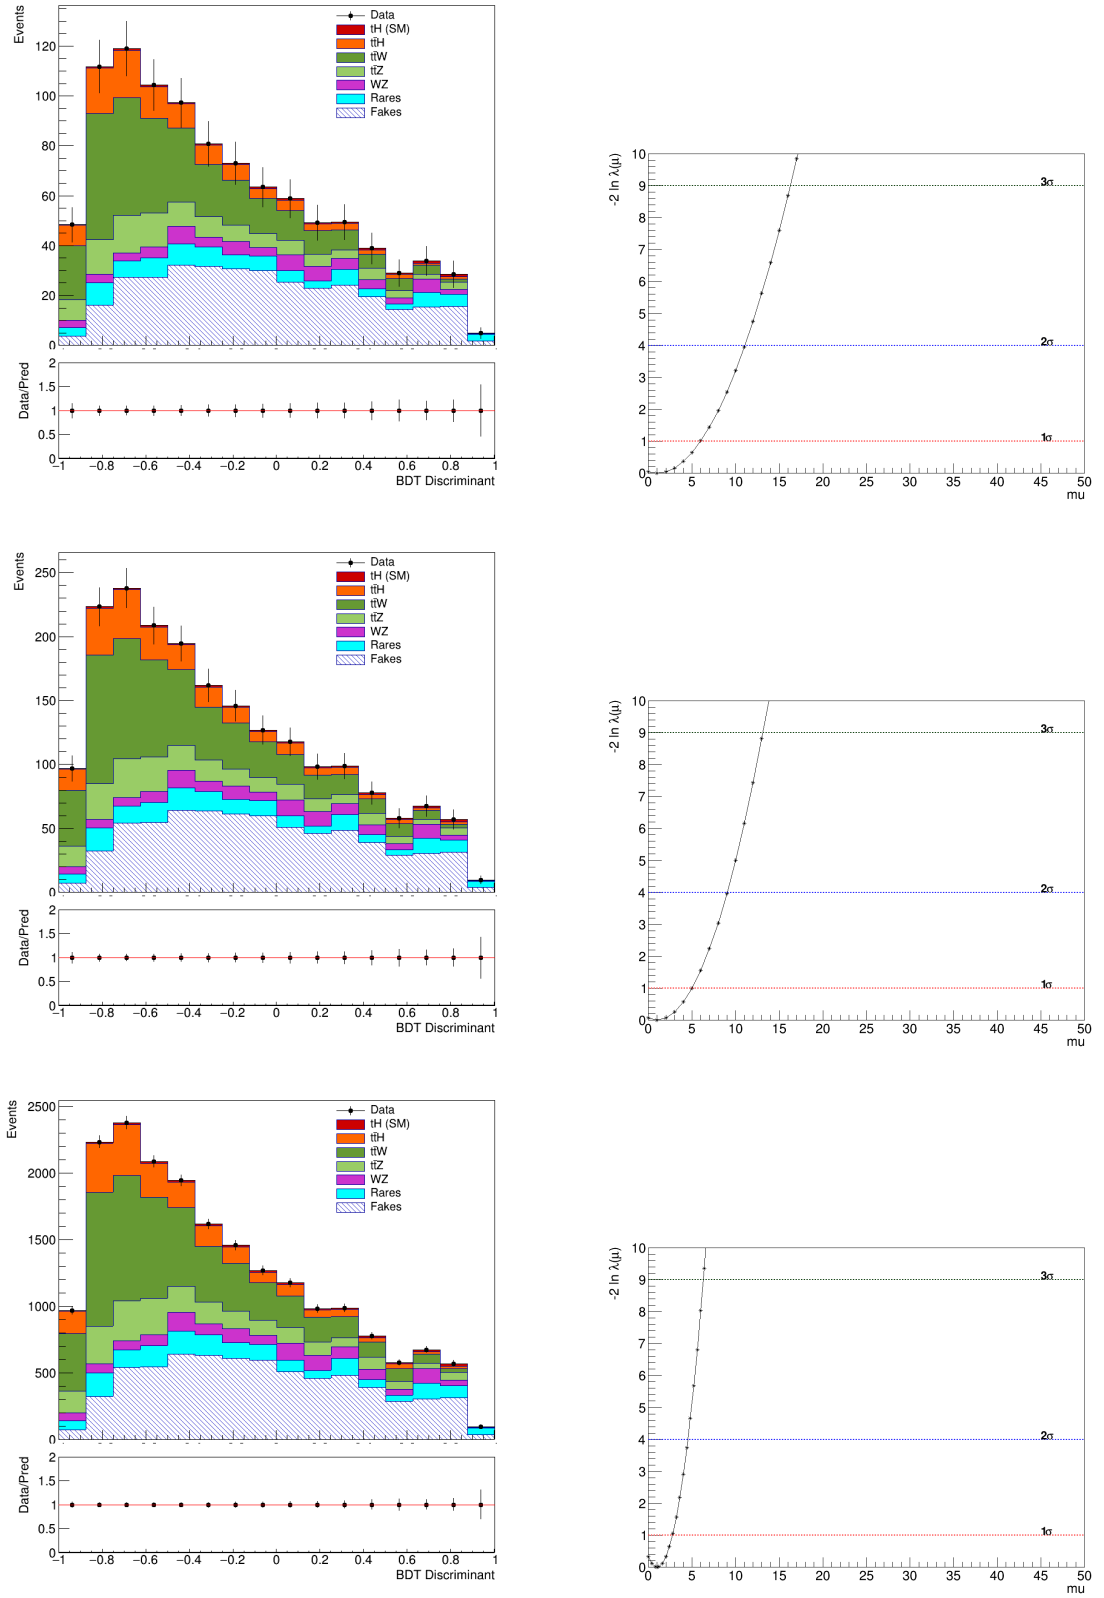 Events
120
100
80
60
40
20
0
Data
tH (SM)
tt̄H
tt̄W
tt̄Z
WZ
Rares
Fakes
Data/Pred
2
1.5
1
0.5
0
−1 −0.8 −0.6 −0.4 −0.2 0 0.2 0.4 0.6 0.8 1
BDT Discriminant
-2 ln λ(μ)
10
9
8
7
6
5
4
3
2
1
0
3σ
2σ
1σ
0 5 10 15 20 25 30 35 40 45 50
mu
Events
250
200
150
100
50
0
Data
tH (SM)
tt̄H
tt̄W
tt̄Z
WZ
Rares
Fakes
Data/Pred
2
1.5
1
0.5
0
−1 −0.8 −0.6 −0.4 −0.2 0 0.2 0.4 0.6 0.8 1
BDT Discriminant
-2 ln λ(μ)
10
9
8
7
6
5
4
3
2
1
0
3σ
2σ
1σ
0 5 10 15 20 25 30 35 40 45 50
mu
Events
2500
2000
1500
1000
500
0
Data
tH (SM)
tt̄H
tt̄W
tt̄Z
WZ
Rares
Fakes
Data/Pred
2
1.5
1
0.5
0
−1 −0.8 −0.6 −0.4 −0.2 0 0.2 0.4 0.6 0.8 1
BDT Discriminant
-2 ln λ(μ)
10
9
8
7
6
5
4
3
2
1
0
3σ
2σ
1σ
0 5 10 15 20 25 30 35 40 45 50
mu